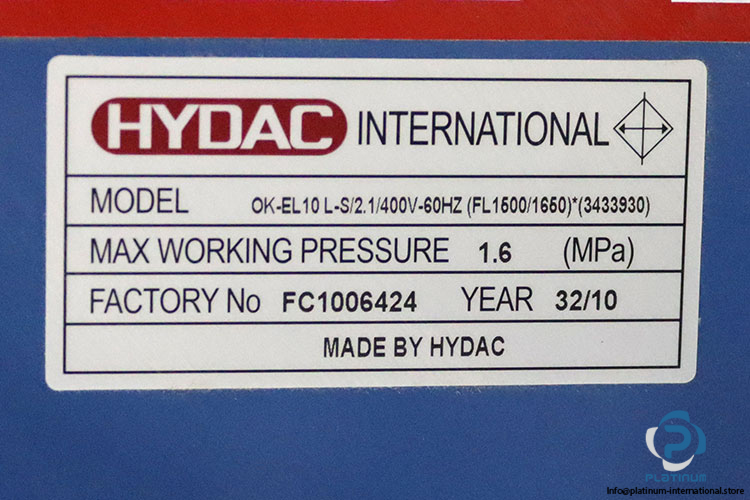 HYDAC INTERNATIONAL
MODEL OK-EL10 L-S/2.1/400V-60HZ (FL1500/1650)*(3433930)
MAX WORKING PRESSURE 1.6 (MPa)
FACTORY No FC1006424 YEAR 32/10
MADE BY HYDAC
PLATINUM
Info@platinum-international.store